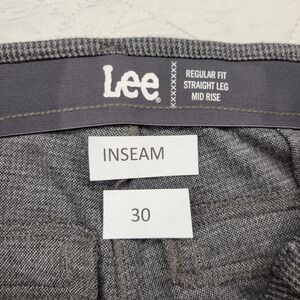 Lee
REGULAR FIT
STRAIGHT LEG
MID RISE
INSEAM
30